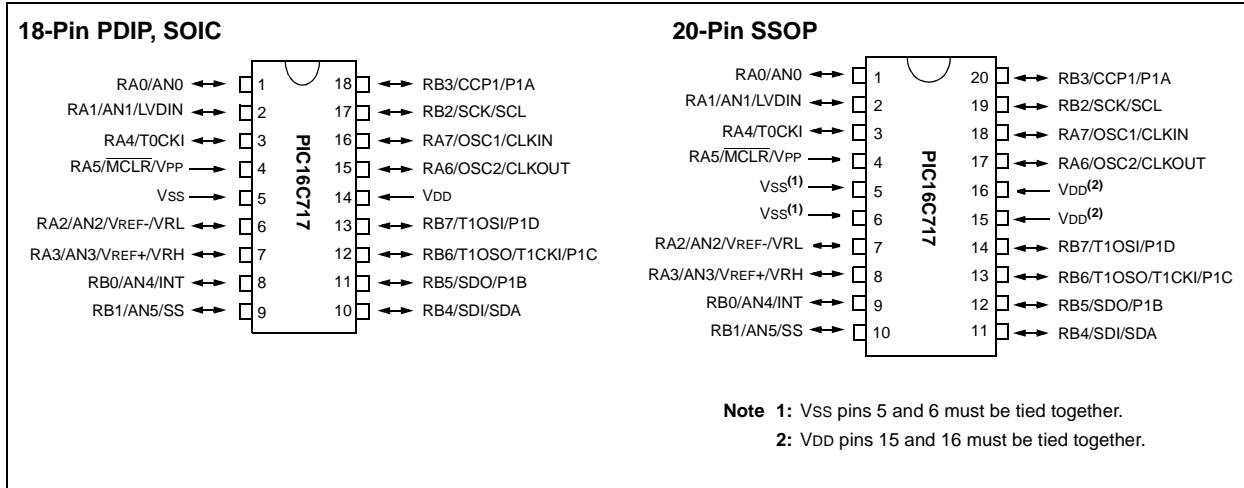 18-Pin PDIP, SOIC
RA0/AN0 1 18 RB3/CCP1/P1A
RA1/AN1/LVDIN 2 17 RB2/SCK/SCL
RA4/T0CKI 3 16 RA7/OSC1/CLKIN
RA5/MCLR/VPP 4 15 RA6/OSC2/CLKOUT
VSS 5 14 VDD
RA2/AN2/VREF-/VRL 6 13 RB7/T1OSI/P1D
RA3/AN3/VREF+/VRH 7 12 RB6/T1OSO/T1CKI/P1C
RB0/AN4/INT 8 11 RB5/SDO/P1B
RB1/AN5/SS 9 10 RB4/SDI/SDA
PIC16C717
20-Pin SSOP
RA0/AN0 1 20 RB3/CCP1/P1A
RA1/AN1/LVDIN 2 19 RB2/SCK/SCL
RA4/T0CKI 3 18 RA7/OSC1/CLKIN
RA5/MCLR/VPP 4 17 RA6/OSC2/CLKOUT
VSS(1) 5 16 VDD(2)
VSS(1) 6 15 VDD(2)
RA2/AN2/VREF-/VRL 7 14 RB7/T1OSI/P1D
RA3/AN3/VREF+/VRH 8 13 RB6/T1OSO/T1CKI/P1C
RB0/AN4/INT 9 12 RB5/SDO/P1B
RB1/AN5/SS 10 11 RB4/SDI/SDA
PIC16C717
Note 1: VSS pins 5 and 6 must be tied together.
2: VDD pins 15 and 16 must be tied together.